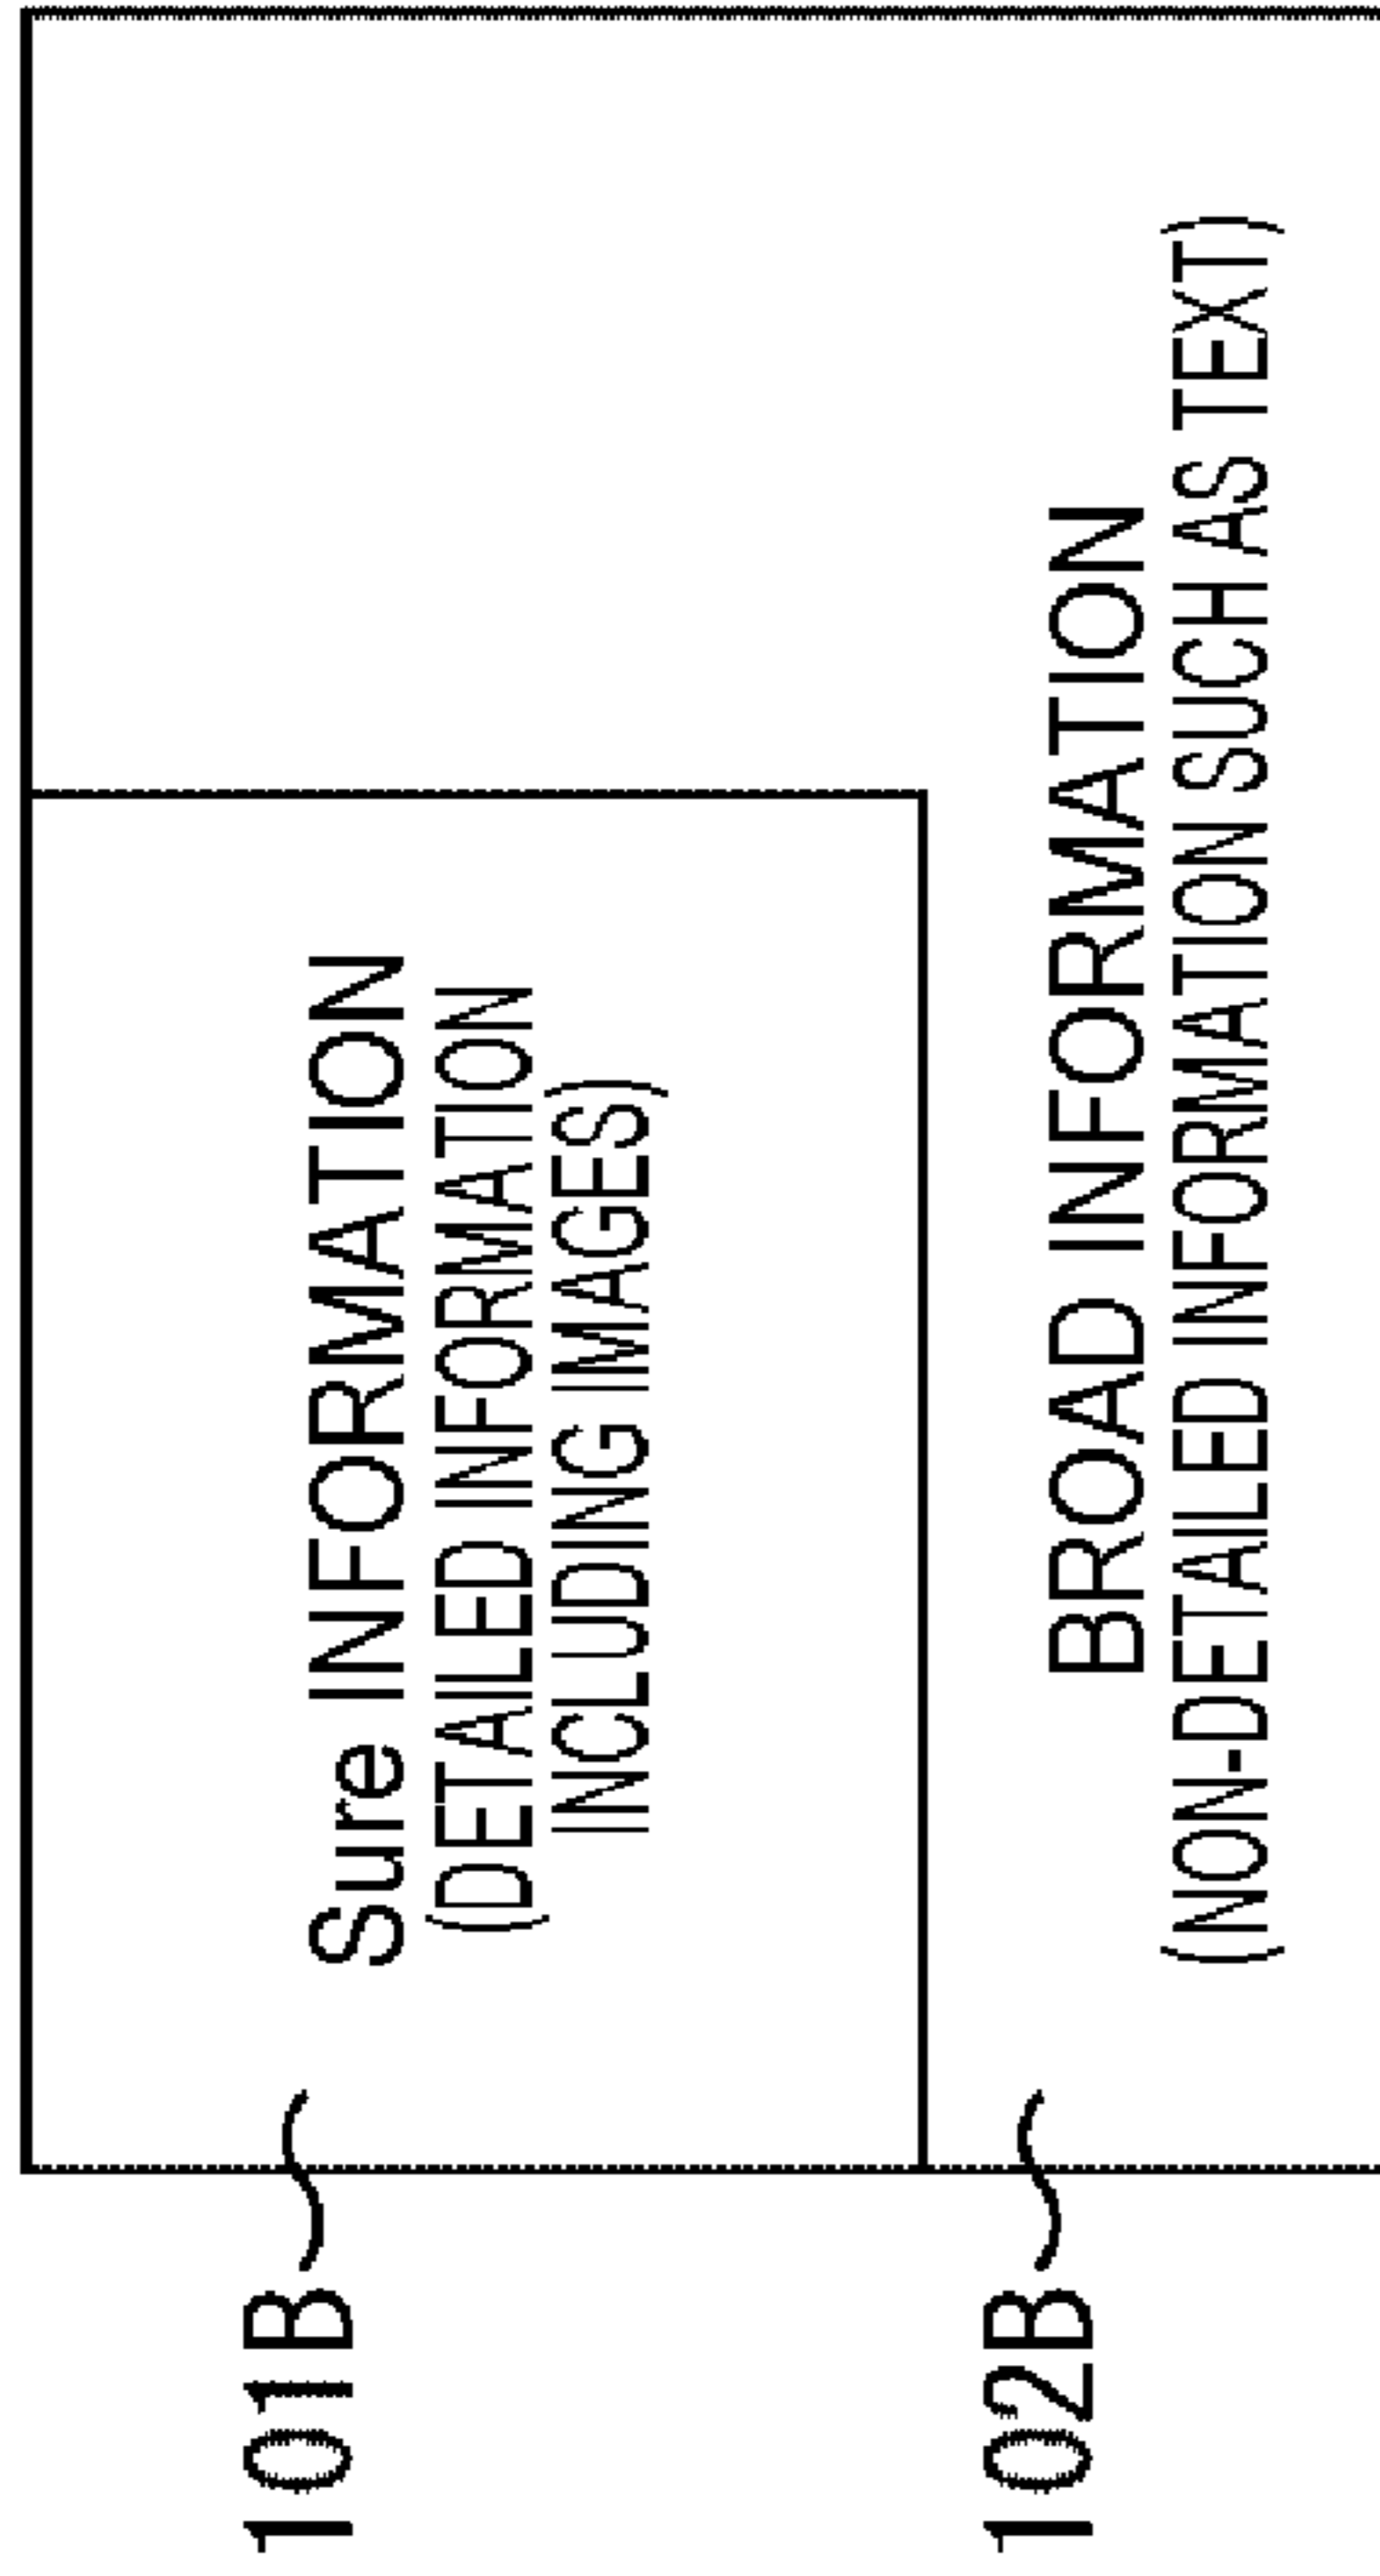 101B
Sure INFORMATION
(DETAILED INFORMATION
INCLUDING IMAGES)
102B
BROAD INFORMATION
(NON-DETAILED INFORMATION SUCH AS TEXT)